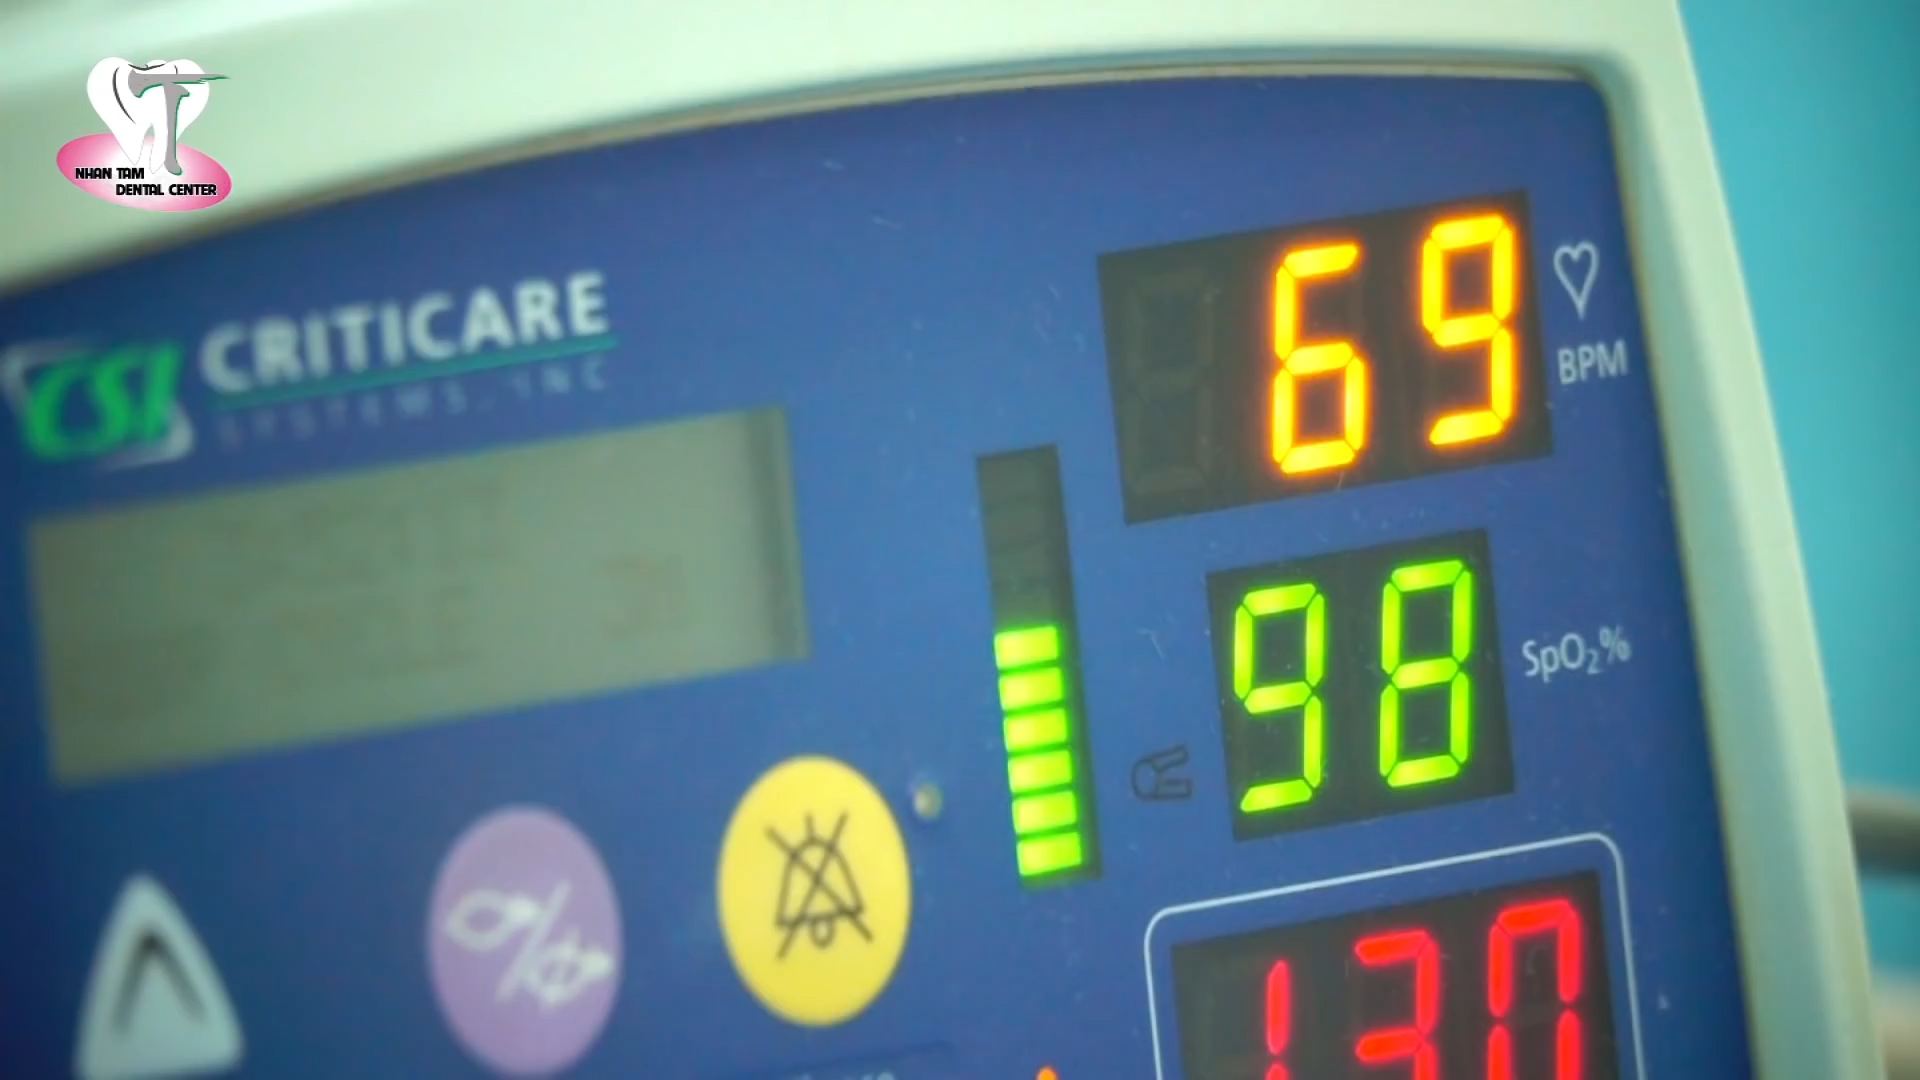 NHAN TAM
DENTAL CENTER
CSI CRITICARE
SYSTEMS, INC
69
BPM
98
SpO₂%
130